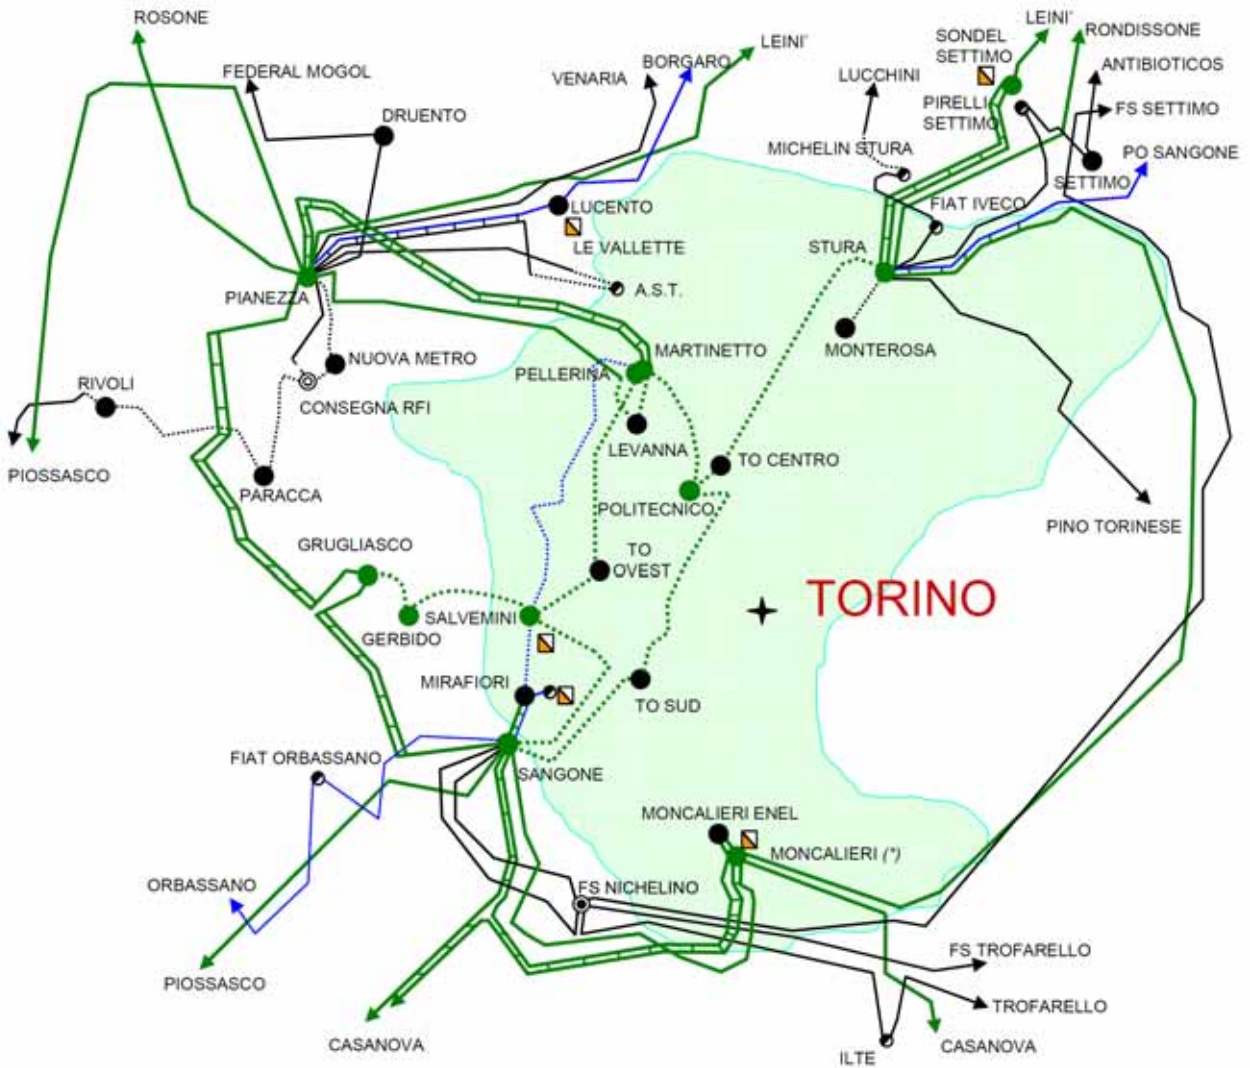 ROSONE
LEINI'
SONDEL
SETTIMO
LEINI'
RONDISSONE
FEDERAL MOGOL
VENARIA
BORGARO
LUCCHINI
ANTIBIOTICOS
DRUENTO
PIRELLI
SETTIMO
FS SETTIMO
MICHELIN STURA
PO SANGONE
SETTIMO
LUCENTO
FIAT IVECO
LE VALLETTE
STURA
PIANEZZA
A.S.T.
MARTINETTO
MONTEROSA
NUOVA METRO
PELLERINA
RIVOLI
CONSEGNA RFI
LEVANNA
TO CENTRO
PIOSSASCO
PARACCA
POLITECNICO
PINO TORINESE
GRUGLIASCO
TO
OVEST
TORINO
GERBIDO
SALVEMINI
MIRAFIORI
TO SUD
FIAT ORBASSANO
SANGONE
MONCALIERI ENEL
MONCALIERI (*)
ORBASSANO
FS NICHELINO
FS TROFARELLO
PIOSSASCO
TROFARELLO
CASANOVA
ILTE
CASANOVA